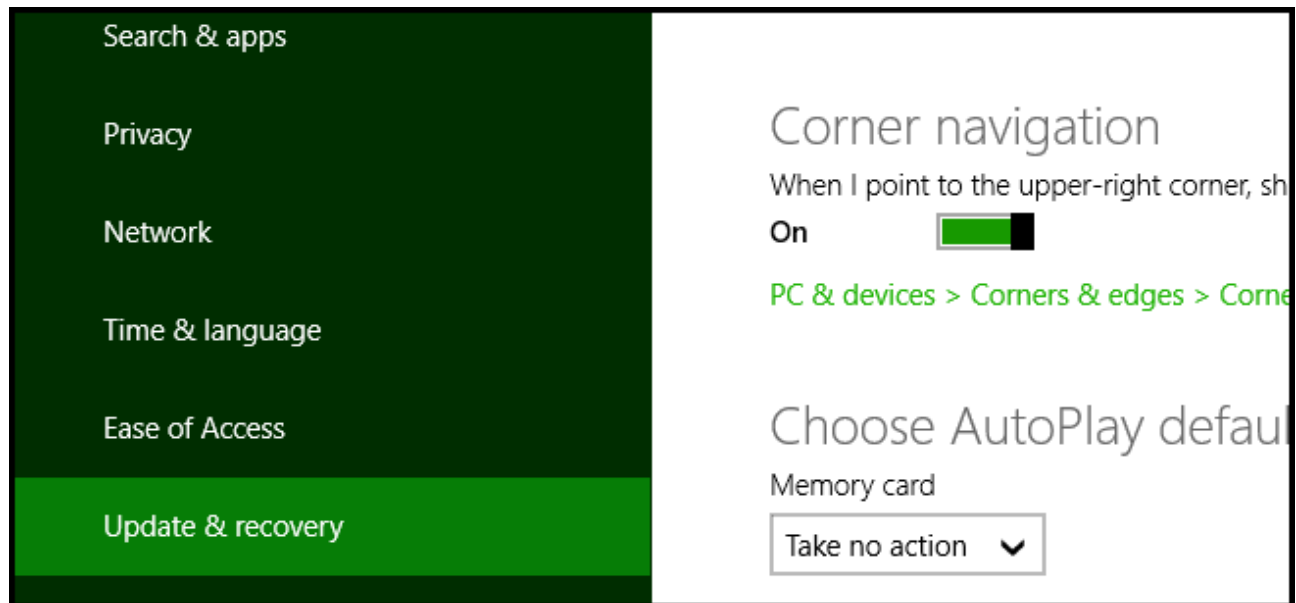 Search & apps
Privacy
Network
Time & language
Ease of Access
Update & recovery
Corner navigation
When I point to the upper-right corner, sh
On
PC & devices > Corners & edges > Corne
Choose AutoPlay defaul
Memory card
Take no action